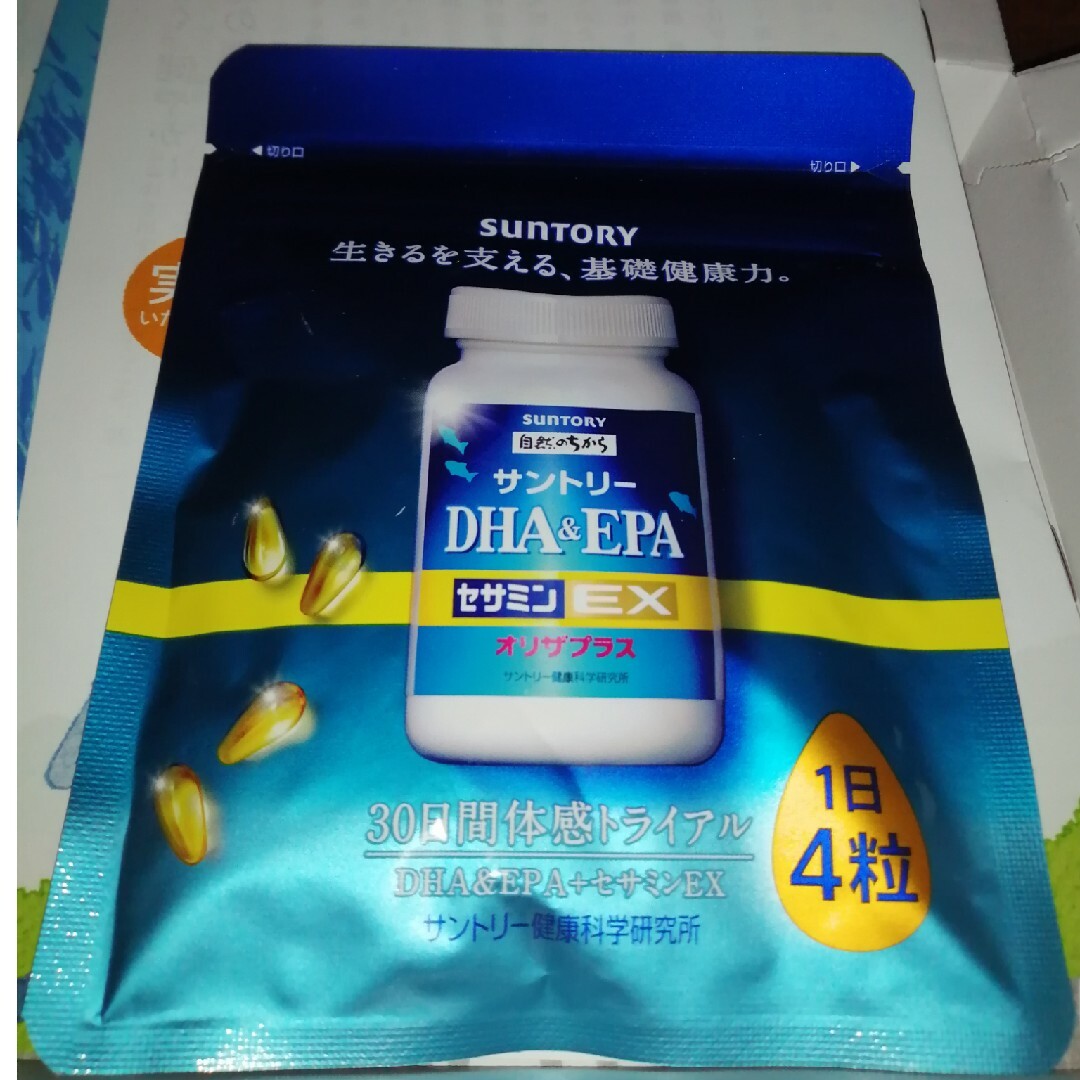 ◀切り口
切り口▶
SUNTORY
生きるを支える、基礎健康力。
実
いた
SUNTORY
自然のちから
サントリー
DHA&EPA
セサミンEX
オリザプラス
サントリー健康科学研究所
30日間体感トライアル
DHA&EPA+セサミンEX
サントリー健康科学研究所
1日
4粒